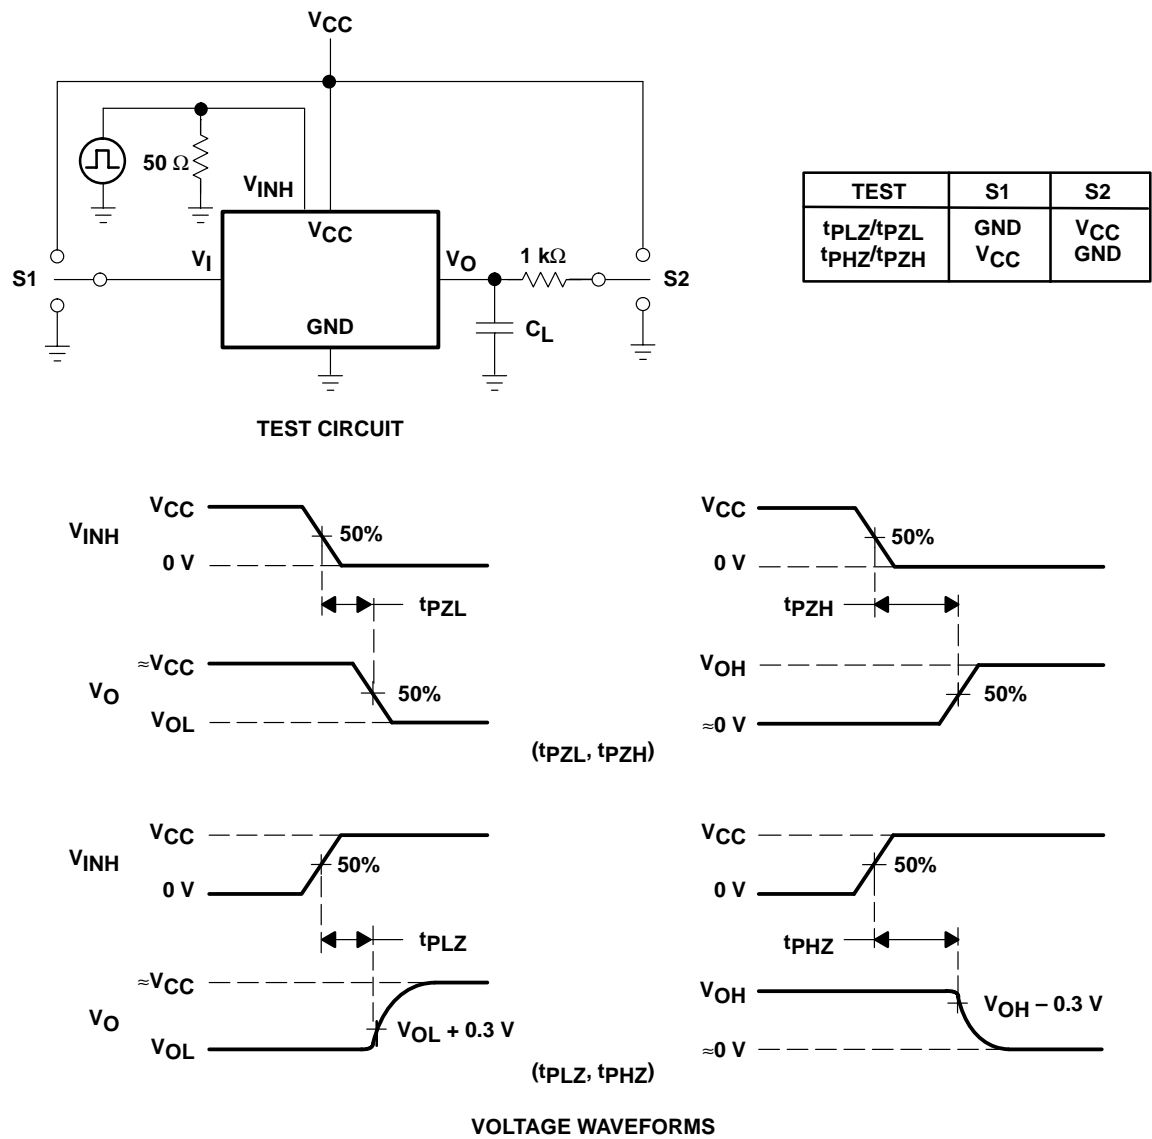 VCC
50 Ω
VINH
VCC
VI
VO
1 kΩ
S1
S2
GND
CL
TEST CIRCUIT
TEST S1 S2
tPLZ/tPZL GND VCC
tPHZ/tPZH VCC GND
VINH
VCC
50%
0 V
tPZL
VO
≈VCC
50%
VOL
VCC
50%
0 V
tPZH
VOH
50%
≈0 V
(tPZL, tPZH)
VINH
VCC
50%
0 V
tPLZ
VO
≈VCC
VOL + 0.3 V
VOL
VCC
50%
0 V
tPHZ
VOH
VOH – 0.3 V
≈0 V
(tPLZ, tPHZ)
VOLTAGE WAVEFORMS